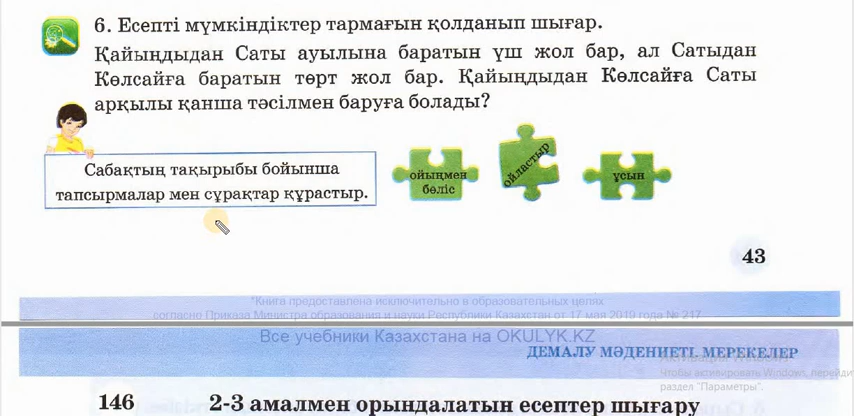 6. Есепті мүмкіндіктер тармағын қолданып шығар.
Қайыңдыдан Саты ауылына баратын үш жол бар, ал Сатыдан
Көлсайға баратын төрт жол бар. Қайыңдыдан Көлсайға Саты
арқылы қанша тәсілмен баруға болады?
Сабақтың тақырыбы бойынша
тапсырмалар мен сұрақтар құрастыр.
ойыңмен
бөліс
ойластыр
ұсын
43
*Книга предоставлена исключительно в образовательных целях
согласно Приказа Министра образования и науки Республики Казахстан от 17 мая 2019 года № 217
Все учебники Казахстана на OKULYK.KZ
ДЕМАЛУ МӘДЕНИЕТІ. МЕРЕКЕЛЕР
Активация Windows
Чтобы активировать Windows, перейди
раздел "Параметры".
146 2-3 амалмен орындалатын есептер шығару